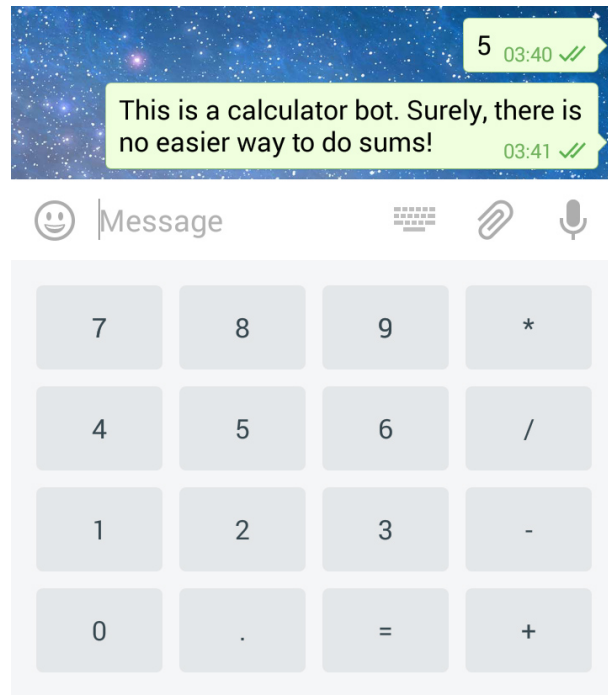 5 03:40
This is a calculator bot. Surely, there is
no easier way to do sums! 03:41
Message
7 8 9 *
4 5 6 /
1 2 3 -
0 . = +